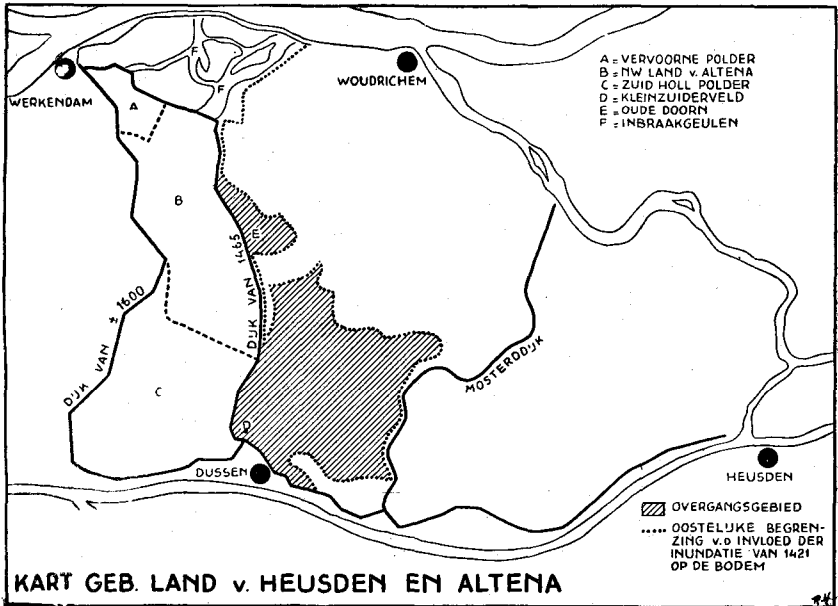 WERKENDAM
WOUDRICHEM
A = VERVOORNE POLDER
B = NW LAND v. ALTENA
C = ZUID HOLL POLDER
D = KLEINZUIDERVELD
E = OUDE DOORN
F = INBRAAKGEULEN
F
F
A
B
E
DIJK VAN 1465
DIJK VAN ± 1600
C
D
MOSTERDDIJK
DUSSEN
HEUSDEN
OVERGANGSGEBIED
OOSTELIJKE BEGREN-
ZING v.D INVLOED DER
INUNDATIE VAN 1421
OP DE BODEM
KART GEB. LAND v. HEUSDEN EN ALTENA